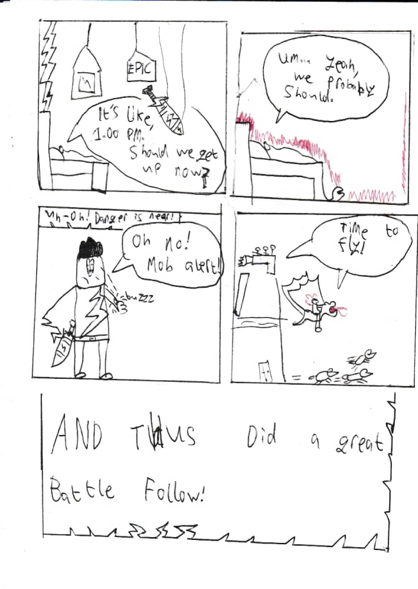 M
EPIC
It's like,
1.00 PM.
Should we get
up now?
Um... Yeah,
we probably
Should.
Uh-Oh! Danger is near!
Oh no!
Mob alert!
buzzz
Time to
fly!
AND THUS Did a great
Battle Follow!